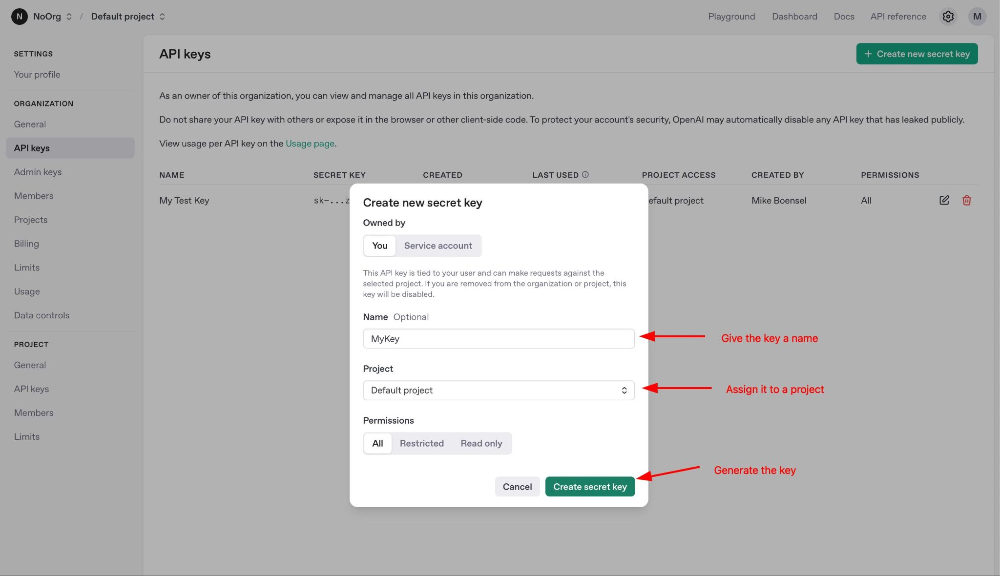 N NoOrg / Default project Playground Dashboard Docs API reference M
SETTINGS
Your profile
ORGANIZATION
General
API keys
Admin keys
Members
Projects
Billing
Limits
Usage
Data controls
PROJECT
General
API keys
Members
Limits
API keys
+ Create new secret key
As an owner of this organization, you can view and manage all API keys in this organization.
Do not share your API key with others or expose it in the browser or other client-side code. To protect your account's security, OpenAI may automatically disable any API key that has leaked publicly.
View usage per API key on the Usage page.
NAME SECRET KEY CREATED LAST USED PROJECT ACCESS CREATED BY PERMISSIONS
My Test Key sk-...z efault project Mike Boensel All
Create new secret key
Owned by
You Service account
This API key is tied to your user and can make requests against the
selected project. If you are removed from the organization or project, this
key will be disabled.
Name Optional
MyKey
Give the key a name
Project
Default project
Assign it to a project
Permissions
All Restricted Read only
Generate the key
Cancel Create secret key